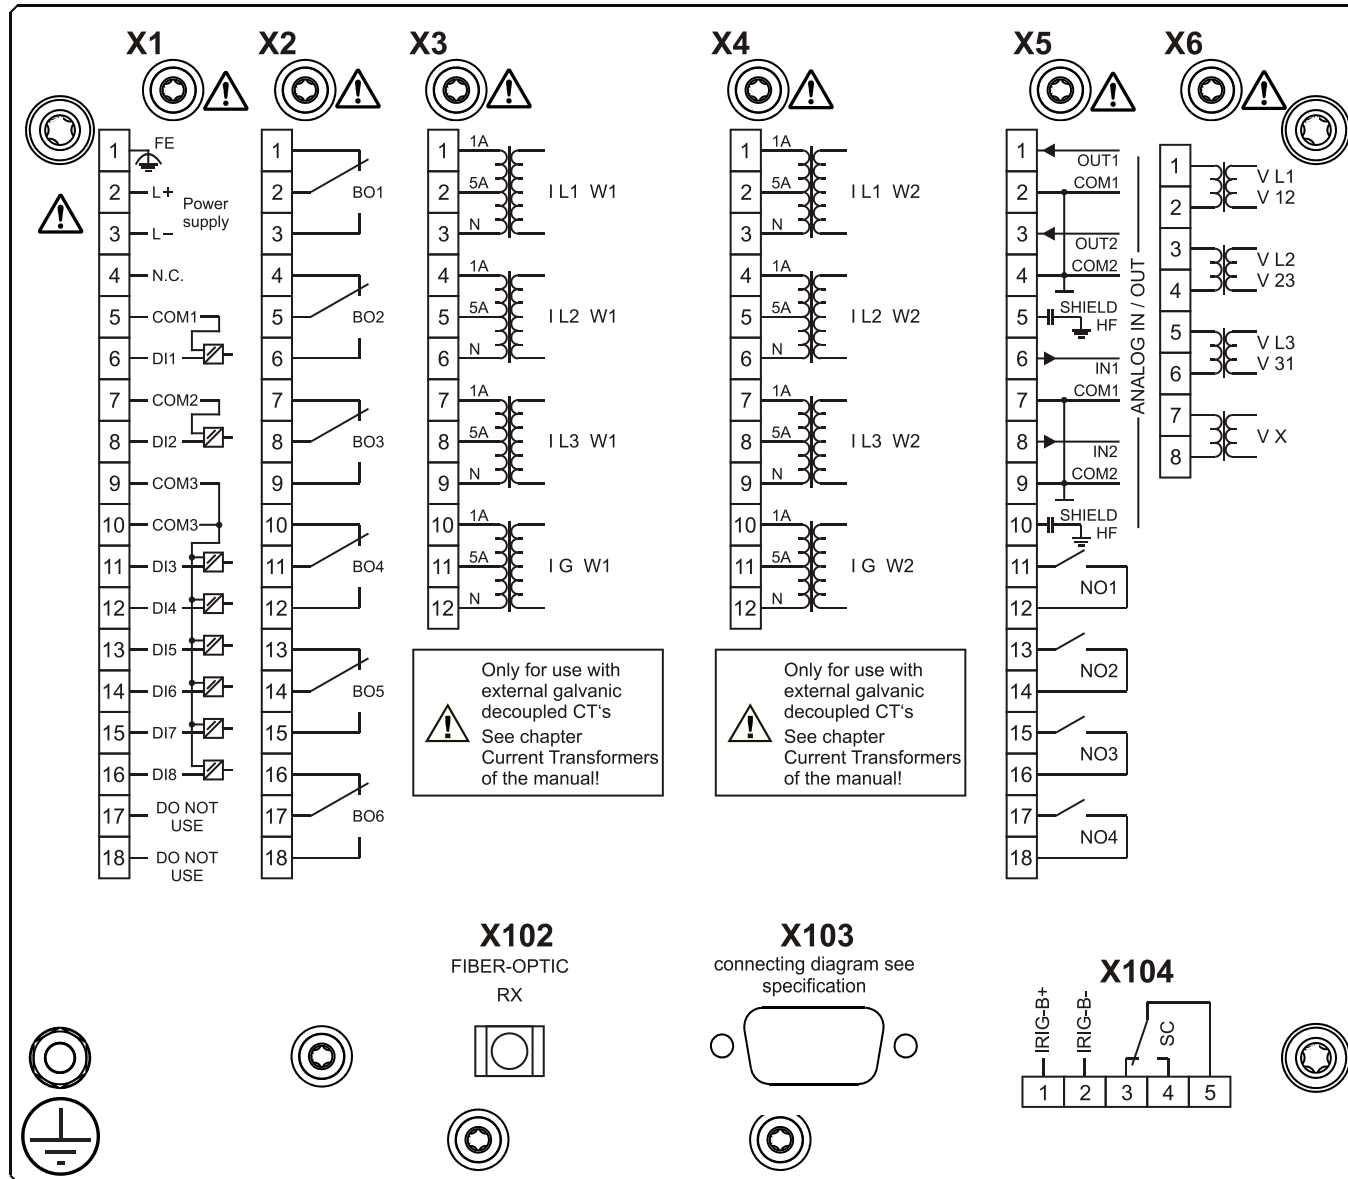 X1
X2
X3
X4
X5
X6
1
FE
2
L+
Power
supply
3
L–
4
N.C.
5
COM1
6
DI1
7
COM2
8
DI2
9
COM3
10
COM3
11
DI3
12
DI4
13
DI5
14
DI6
15
DI7
16
DI8
17
DO NOT
USE
18
DO NOT
USE
1
2
BO1
3
4
5
BO2
6
7
8
BO3
9
10
11
BO4
12
13
14
BO5
15
16
17
BO6
18
1
1A
2
5A
I L1 W1
3
N
4
1A
5
5A
I L2 W1
6
N
7
1A
8
5A
I L3 W1
9
N
10
1A
11
5A
I G W1
12
N
Only for use with
external galvanic
decoupled CT's
See chapter
Current Transformers
of the manual!
1
1A
2
5A
I L1 W2
3
N
4
1A
5
5A
I L2 W2
6
N
7
1A
8
5A
I L3 W2
9
N
10
1A
11
5A
I G W2
12
N
Only for use with
external galvanic
decoupled CT's
See chapter
Current Transformers
of the manual!
1
OUT1
2
COM1
3
OUT2
4
COM2
5
SHIELD
HF
6
IN1
7
COM1
8
IN2
9
COM2
10
SHIELD
HF
ANALOG IN / OUT
11
NO1
12
13
NO2
14
15
NO3
16
17
NO4
18
1
V L1
2
V 12
3
V L2
4
V 23
5
V L3
6
V 31
7
V X
8
X102
FIBER-OPTIC
RX
X103
connecting diagram see
specification
X104
IRIG-B+
IRIG-B-
SC
1
2
3
4
5